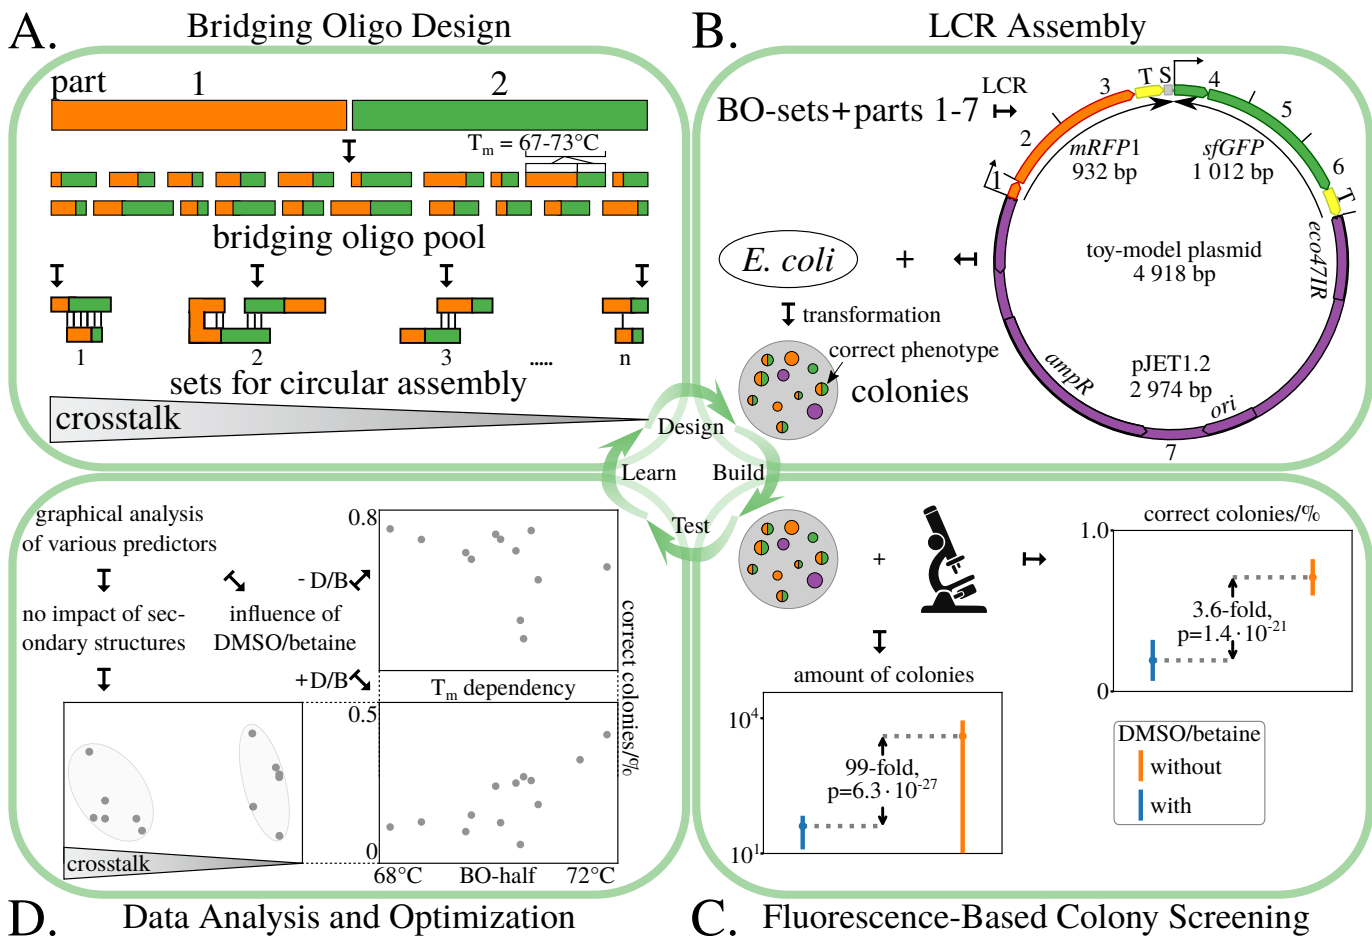 A.
Bridging Oligo Design
part
1
2
Tm = 67-73°C
bridging oligo pool
1
2
3
.....
n
sets for circular assembly
crosstalk
B.
LCR Assembly
BO-sets+parts 1-7
LCR
1
2
3
T
S
4
5
6
T
mRFP1
932 bp
sfGFP
1 012 bp
eco47IR
toy-model plasmid
4 918 bp
pJET1.2
2 974 bp
ampR
ori
7
E. coli
+
transformation
correct phenotype
colonies
Design
Learn
Build
Test
graphical analysis
of various predictors
no impact of sec-
ondary structures
influence of
DMSO/betaine
- D/B
+D/B
0.8
Tm dependency
0.5
0
68°C
BO-half
72°C
correct colonies/%
crosstalk
D.
Data Analysis and Optimization
+
correct colonies/%
1.0
0
3.6-fold,
p=1.4·10-21
amount of colonies
10⁴
10¹
99-fold,
p=6.3·10-27
DMSO/betaine
without
with
C.
Fluorescence-Based Colony Screening